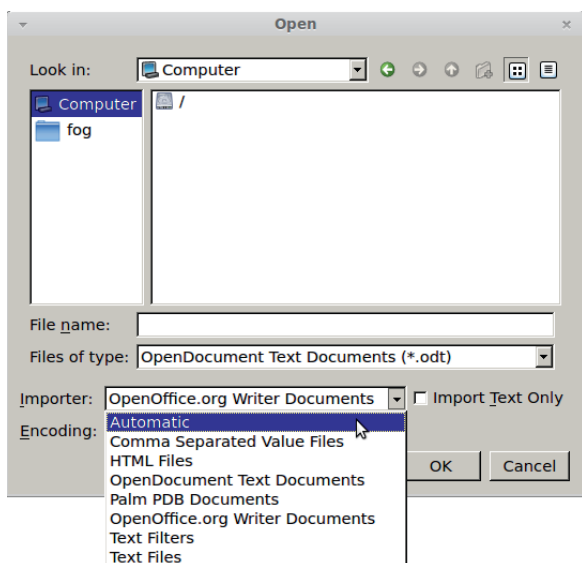 Open
Look in: Computer
Computer
/
fog
File name:
Files of type: OpenDocument Text Documents (*.odt)
Importer: OpenOffice.org Writer Documents Import Text Only
Encoding:
Automatic
Comma Separated Value Files
HTML Files
OpenDocument Text Documents
Palm PDB Documents
OpenOffice.org Writer Documents
Text Filters
Text Files
OK Cancel